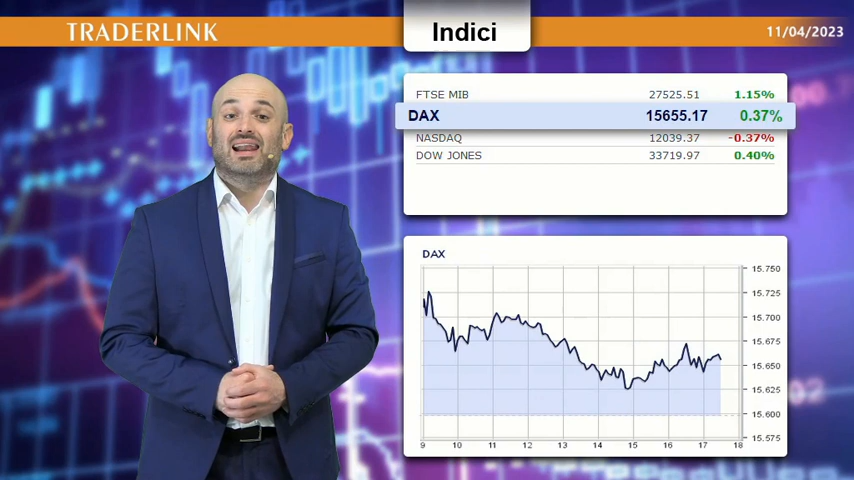 TRADERLINK
Indici
11/04/2023
FTSE MIB 27525.51 1.15%
DAX 15655.17 0.37%
NASDAQ 12039.37 -0.37%
DOW JONES 33719.97 0.40%
DAX
15.750
15.725
15.700
15.675
15.650
15.625
15.600
15.575
9 10 11 12 13 14 15 16 17 18